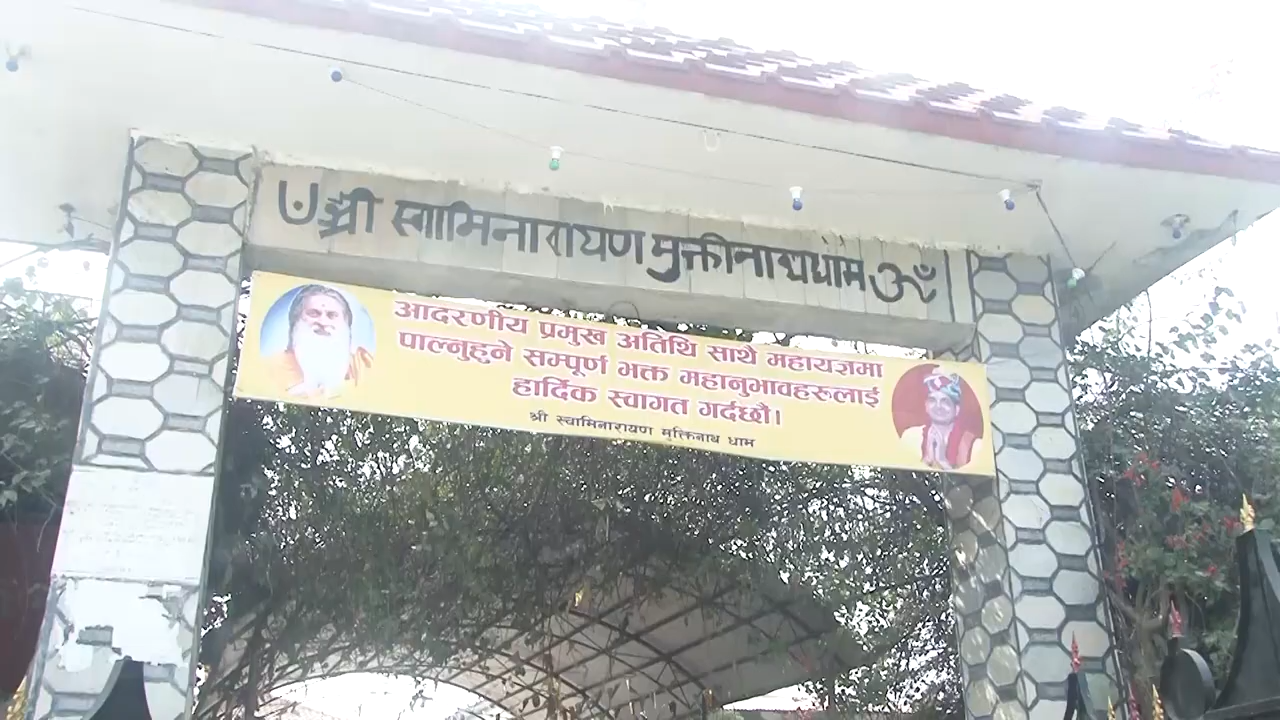 श्री स्वामिनारायण मुक्तीनाथधाम ॐ
आदरणीय प्रमुख अतिथि साथै महायज्ञमा
पाल्नुहुने सम्पूर्ण भक्त महानुभावहरुलाई
हार्दिक स्वागत गर्दछौ।
श्री स्वामिनारायण मुक्तिनाथ धाम